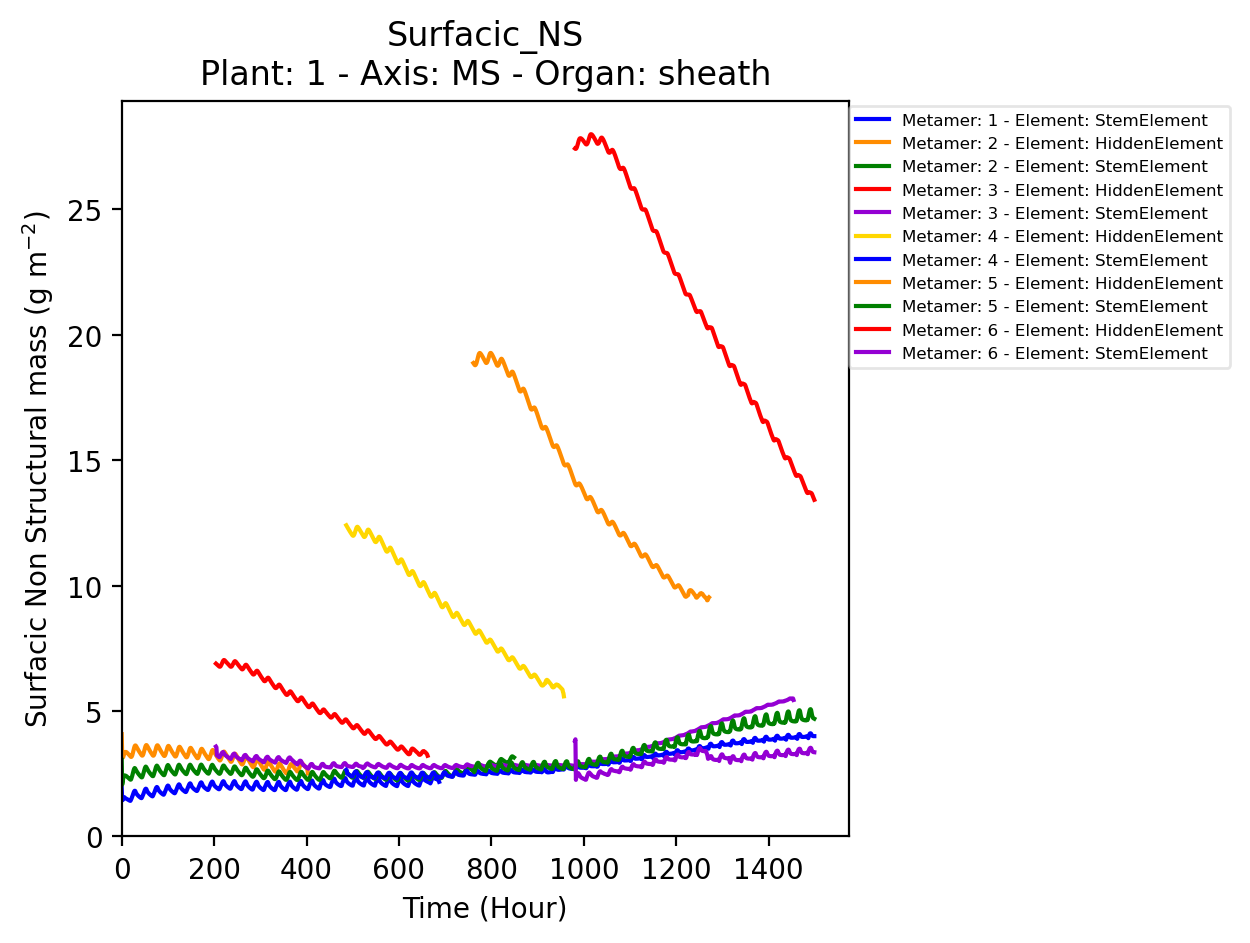 Surfacic_NS
Plant: 1 - Axis: MS - Organ: sheath
Surfacic Non Structural mass (g m⁻²)
25
20
15
10
5
0
0 200 400 600 800 1000 1200 1400
Time (Hour)
Metamer: 1 - Element: StemElement
Metamer: 2 - Element: HiddenElement
Metamer: 2 - Element: StemElement
Metamer: 3 - Element: HiddenElement
Metamer: 3 - Element: StemElement
Metamer: 4 - Element: HiddenElement
Metamer: 4 - Element: StemElement
Metamer: 5 - Element: HiddenElement
Metamer: 5 - Element: StemElement
Metamer: 6 - Element: HiddenElement
Metamer: 6 - Element: StemElement